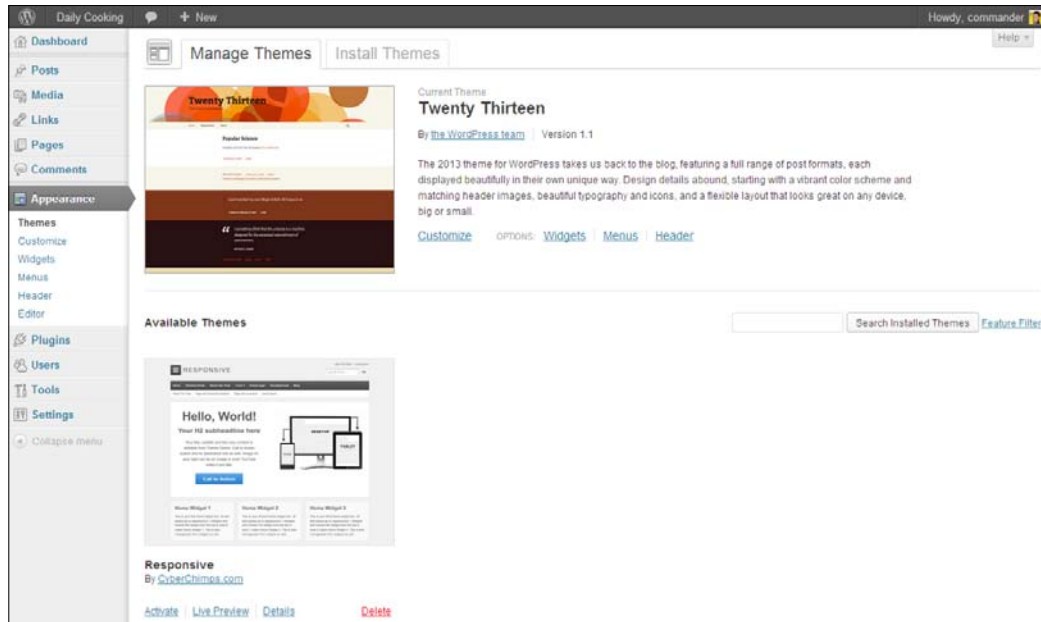 Daily Cooking + New Howdy, commander
Help
Dashboard
Posts
Media
Links
Pages
Comments
Appearance
Themes
Customize
Widgets
Menus
Header
Editor
Plugins
Users
Tools
Settings
Collapse menu
Manage Themes Install Themes
Twenty Thirteen
Popular Science
Current Theme
Twenty Thirteen
By the WordPress team | Version 1.1
The 2013 theme for WordPress takes us back to the blog, featuring a full range of post formats, each
displayed beautifully in their own unique way. Design details abound, starting with a vibrant color scheme and
matching header images, beautiful typography and icons, and a flexible layout that looks great on any device,
big or small.
Customize OPTIONS: Widgets | Menus | Header
Available Themes
Search Installed Themes Feature Filter
RESPONSIVE
Hello, World!
Your H2 subheadline here
Call to Action
MONITOR
TABLET
Home Widget 1 Home Widget 2 Home Widget 3
Responsive
By CyberChimps.com
Activate | Live Preview | Details Delete